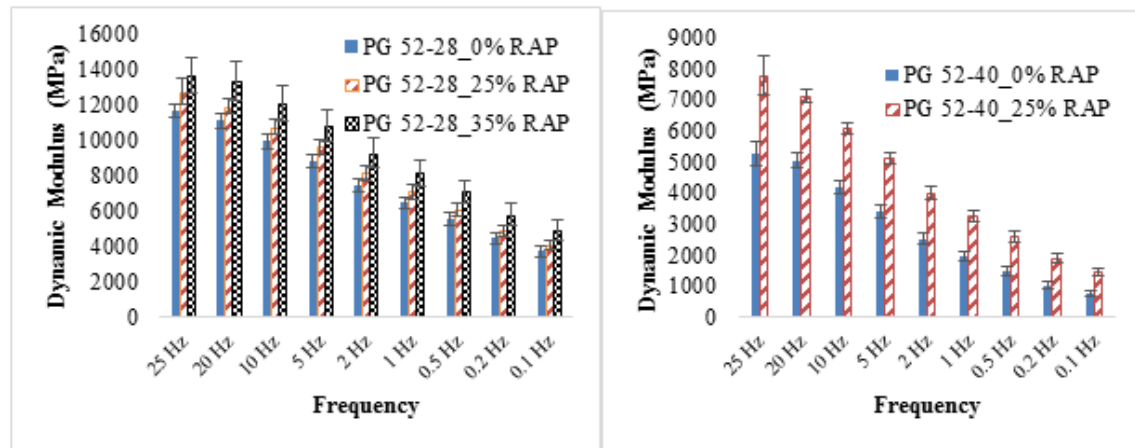 16000
14000
12000
10000
8000
6000
4000
2000
0
Dynamic Modulus (MPa)
PG 52-28_0% RAP
PG 52-28_25% RAP
PG 52-28_35% RAP
25 Hz
20 Hz
10 Hz
5 Hz
2 Hz
1 Hz
0.5 Hz
0.2 Hz
0.1 Hz
Frequency
9000
8000
7000
6000
5000
4000
3000
2000
1000
0
Dynamic Modulus (MPa)
PG 52-40_0% RAP
PG 52-40_25% RAP
25 Hz
20 Hz
10 Hz
5 Hz
2 Hz
1 Hz
0.5 Hz
0.2 Hz
0.1 Hz
Frequency